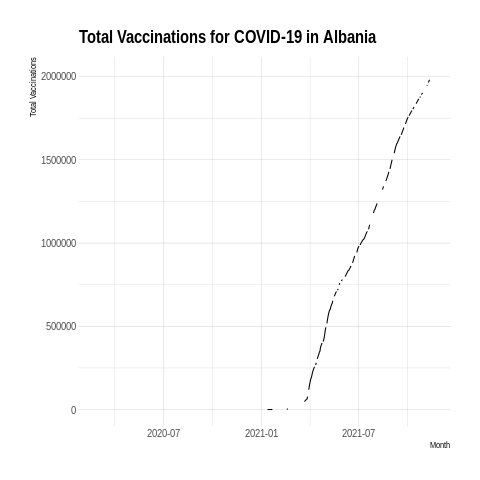 Total Vaccinations for COVID-19 in Albania
Total Vaccinations
2000000
1500000
1000000
500000
0
2020-07 2021-01 2021-07
Month